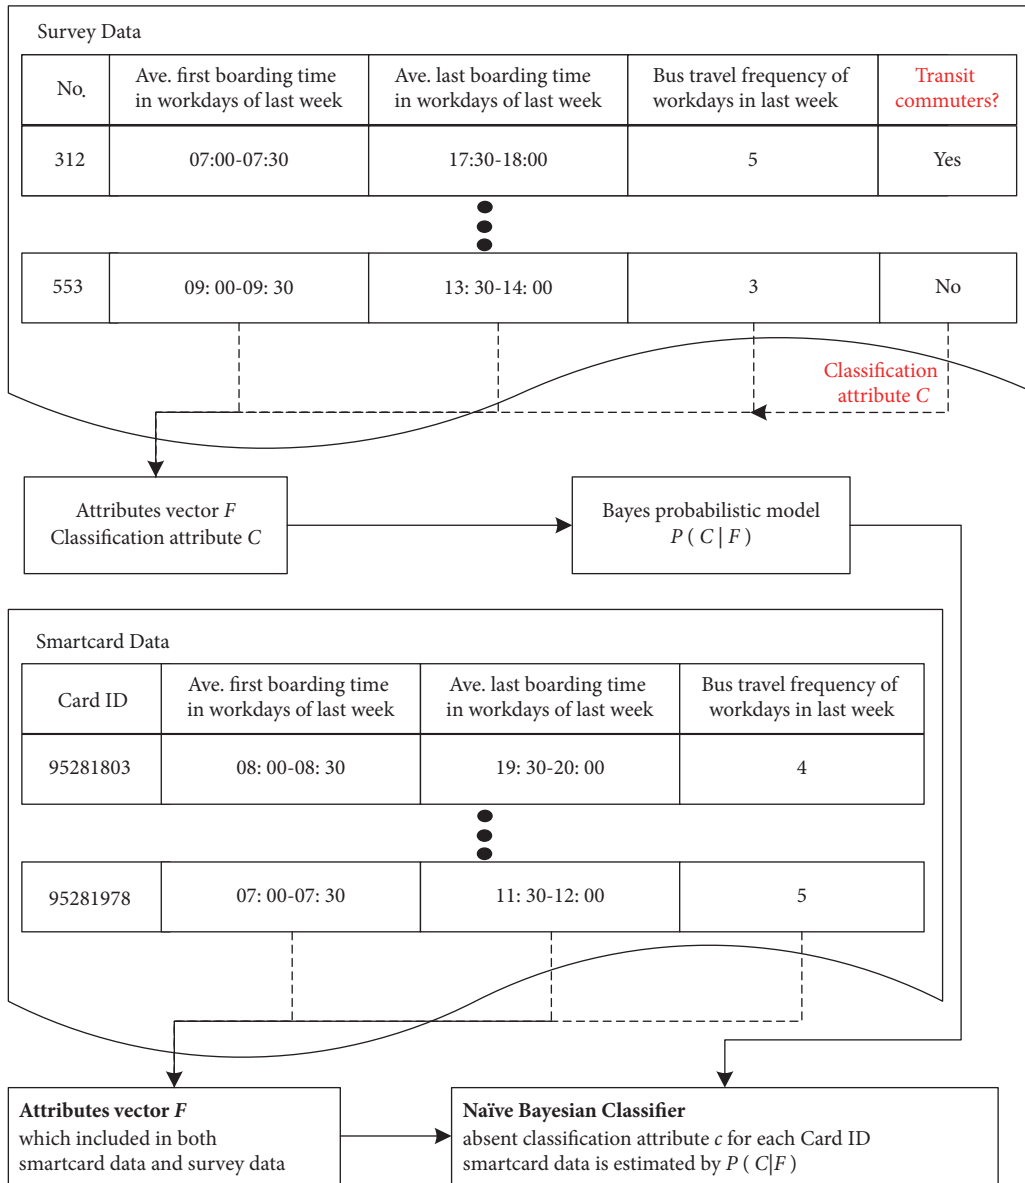 Survey Data
No.
Ave. first boarding time
in workdays of last week
Ave. last boarding time
in workdays of last week
Bus travel frequency of
workdays in last week
Transit
commuters?
312
07:00-07:30
17:30-18:00
5
Yes
553
09: 00-09: 30
13: 30-14: 00
3
No
Classification
attribute C
Attributes vector F
Classification attribute C
Bayes probabilistic model
P ( C | F )
Smartcard Data
Card ID
Ave. first boarding time
in workdays of last week
Ave. last boarding time
in workdays of last week
Bus travel frequency of
workdays in last week
95281803
08: 00-08: 30
19: 30-20: 00
4
95281978
07: 00-07: 30
11: 30-12: 00
5
Attributes vector F
which included in both
smartcard data and survey data
Naïve Bayesian Classifier
absent classification attribute c for each Card ID
smartcard data is estimated by P ( C|F )